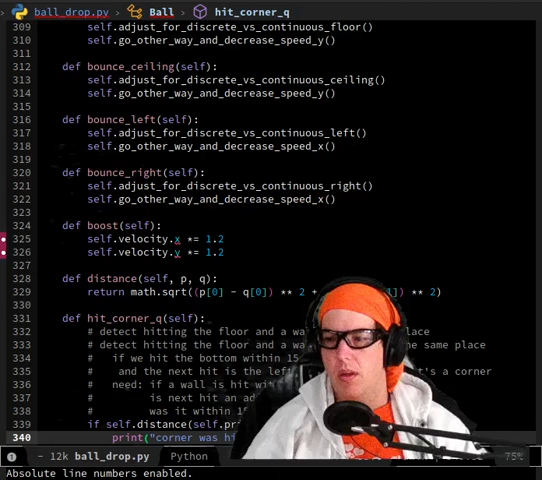 > ball_drop.py > Ball > hit_corner_q
309 self.adjust_for_discrete_vs_continuous_floor()
310 self.go_other_way_and_decrease_speed_y()
311
312 def bounce_ceiling(self):
313 self.adjust_for_discrete_vs_continuous_ceiling()
314 self.go_other_way_and_decrease_speed_y()
315
316 def bounce_left(self):
317 self.adjust_for_discrete_vs_continuous_left()
318 self.go_other_way_and_decrease_speed_x()
319
320 def bounce_right(self):
321 self.adjust_for_discrete_vs_continuous_right()
322 self.go_other_way_and_decrease_speed_x()
323
324 def boost(self):
325 self.velocity.x *= 1.2
326 self.velocity.y *= 1.2
327
328 def distance(self, p, q):
329 return math.sqrt((p[0] - q[0]) ** 2 + ]) ** 2)
330
331 def hit_corner_q(self):
332 # detect hitting the floor and a wa lace
333 # detect hitting the floor and a wa he same place
334 # if we hit the bottom within 15
335 # and the next hit is the left t's a corner
336 # need: if a wall is hit wit
337 # is next hit an ad
338 # was it within 15
339 if self.distance(self.pr
340 print("corner was hi
1 - 12k ball_drop.py Python 75%
Absolute line numbers enabled.